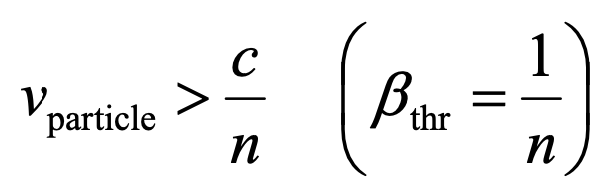 v_particle > c/n (β_thr = 1/n)